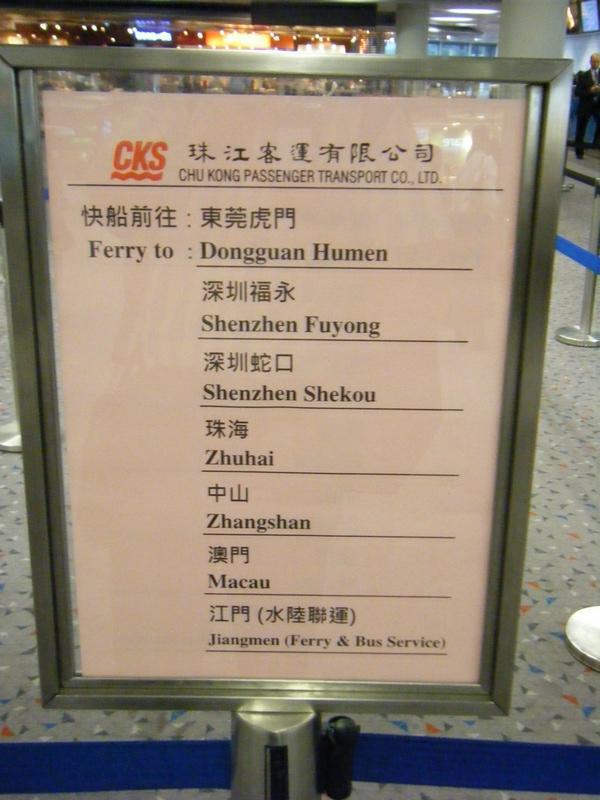 CKS 珠江客運有限公司
CHU KONG PASSENGER TRANSPORT CO., LTD.
快船前往 : 東莞虎門
Ferry to : Dongguan Humen
深圳福永
Shenzhen Fuyong
深圳蛇口
Shenzhen Shekou
珠海
Zhuhai
中山
Zhangshan
澳門
Macau
江門 (水陸聯運)
Jiangmen (Ferry & Bus Service)